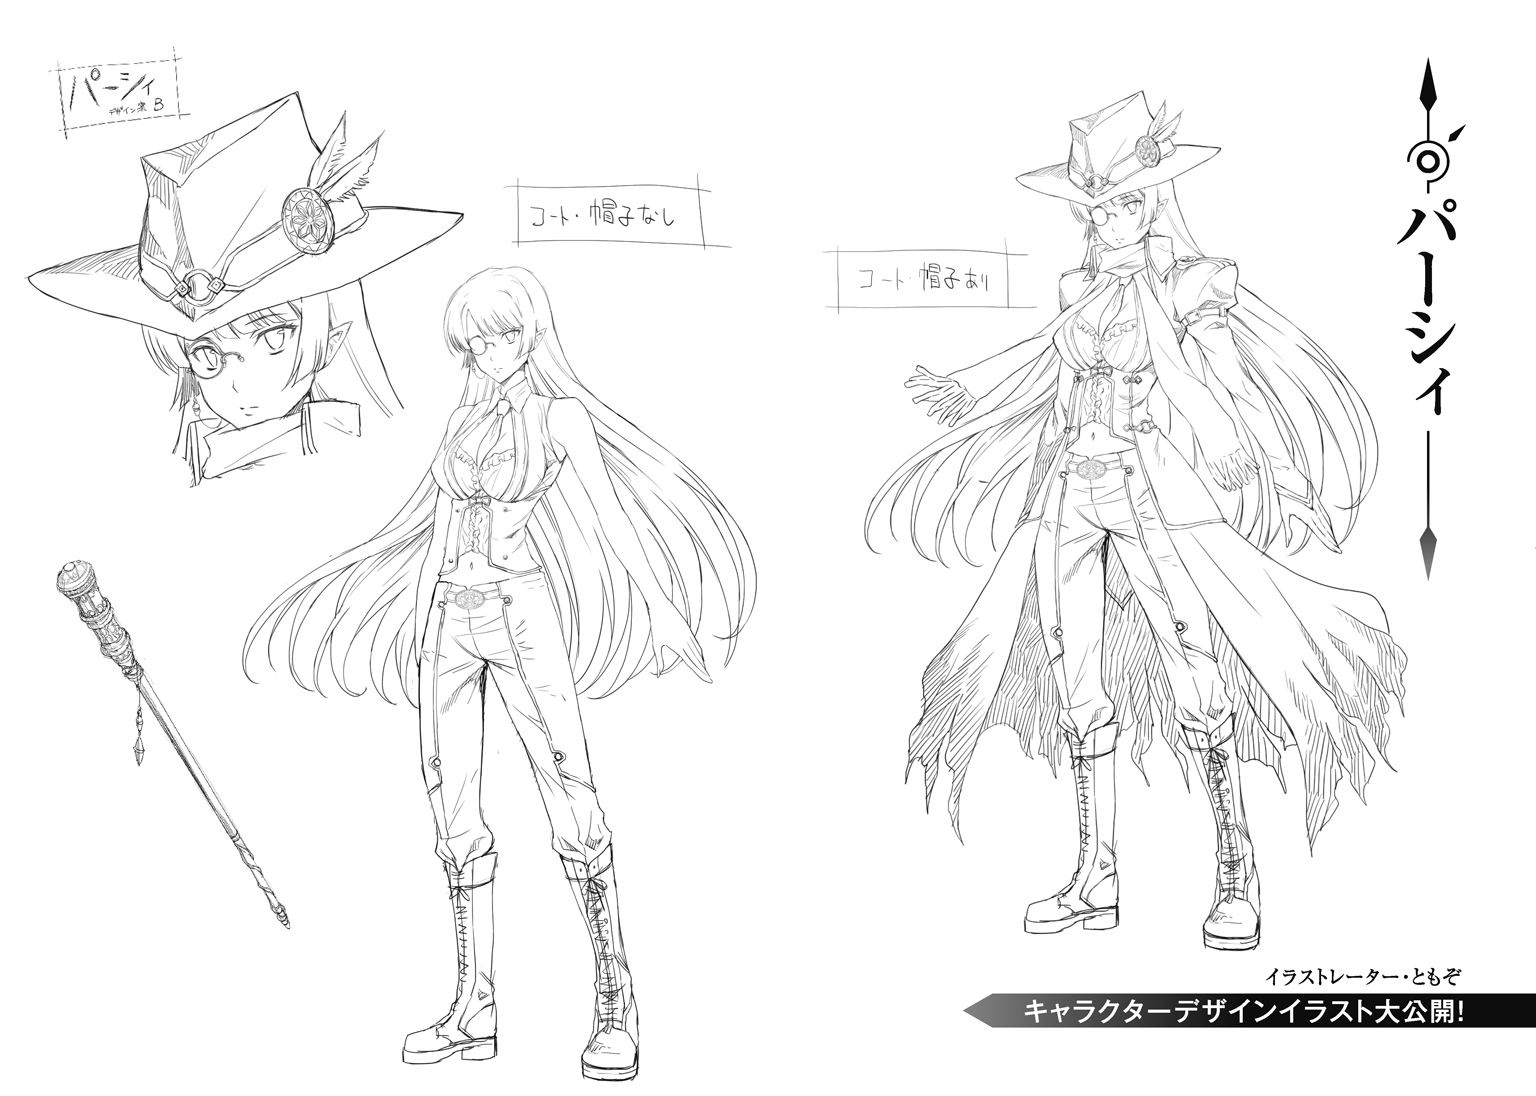 パーシィ
デザイン案 B
コート・帽子なし
コート・帽子あり
パーシィ
イラストレーター・ともぞ
キャラクターデザインイラスト大公開!